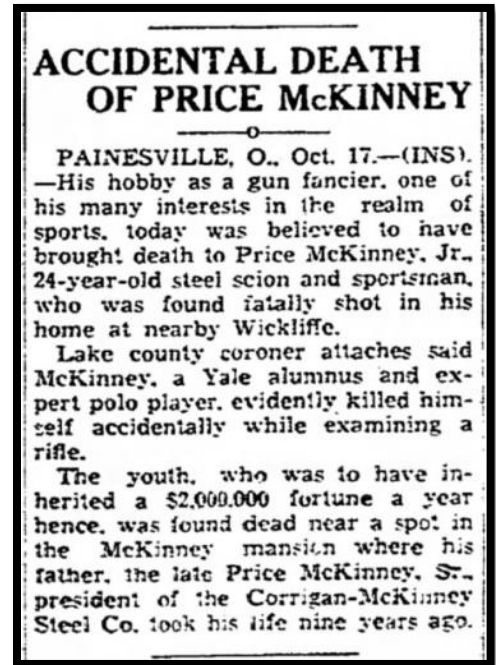 ACCIDENTAL DEATH
OF PRICE McKINNEY
PAINESVILLE, O., Oct. 17.—(INS).
—His hobby as a gun fancier, one of
his many interests in the realm of
sports, today was believed to have
brought death to Price McKinney, Jr.,
24-year-old steel scion and sportsman,
who was found fatally shot in his
home at nearby Wickliffe.
Lake county coroner attaches said
McKinney, a Yale alumnus and ex-
pert polo player, evidently killed him-
self accidentally while examining a
rifle.
The youth, who was to have in-
herited a $2,000,000 fortune a year
hence, was found dead near a spot in
the McKinney mansion where his
father, the late Price McKinney, Sr.,
president of the Corrigan-McKinney
Steel Co. took his life nine years ago.